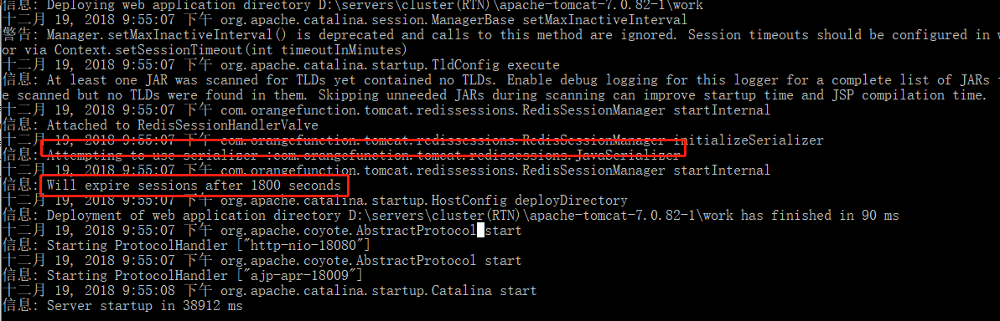 信息: Deploying web application directory D:\servers\cluster(RTN)\apache-tomcat-7.0.82-1\work
十二月 19, 2018 9:55:07 下午 org.apache.catalina.session.ManagerBase setMaxInactiveInterval
警告: Manager.setMaxInactiveInterval() is deprecated and calls to this method are ignored. Session timeouts should be configured in
or via Context.setSessionTimeout(int timeoutInMinutes)
十二月 19, 2018 9:55:07 下午 org.apache.catalina.startup.TldConfig execute
信息: At least one JAR was scanned for TLDs yet contained no TLDs. Enable debug logging for this logger for a complete list of JARs
e scanned but no TLDs were found in them. Skipping unneeded JARs during scanning can improve startup time and JSP compilation time.
十二月 19, 2018 9:55:07 下午 com.orangefunction.tomcat.redissessions.RedisSessionManager startInternal
信息: Attached to RedisSessionHandlerValve
十二月 19, 2018 9:55:07 下午 com.orangefunction.tomcat.redissessions.RedisSessionManager initializeSerializer
信息: Attempting to use serializer :com.orangefunction.tomcat.redissessions.JavaSerializer
十二月 19, 2018 9:55:07 下午 com.orangefunction.tomcat.redissessions.RedisSessionManager startInternal
信息: Will expire sessions after 1800 seconds
十二月 19, 2018 9:55:07 下午 org.apache.catalina.startup.HostConfig deployDirectory
信息: Deployment of web application directory D:\servers\cluster(RTN)\apache-tomcat-7.0.82-1\work has finished in 90 ms
十二月 19, 2018 9:55:07 下午 org.apache.coyote.AbstractProtocol start
信息: Starting ProtocolHandler ["http-nio-18080"]
十二月 19, 2018 9:55:07 下午 org.apache.coyote.AbstractProtocol start
信息: Starting ProtocolHandler ["ajp-apr-18009"]
十二月 19, 2018 9:55:08 下午 org.apache.catalina.startup.Catalina start
信息: Server startup in 38912 ms